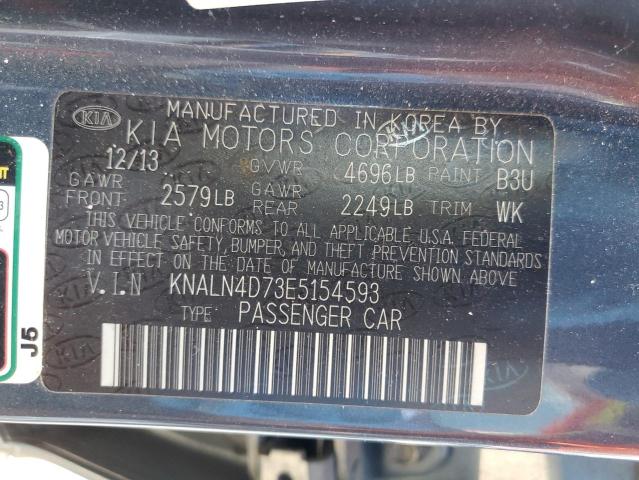 KIA
MANUFACTURED IN KOREA BY
KIA MOTORS CORPORATION
12/13 GVWR 4696LB PAINT B3U
GAWR FRONT: 2579LB GAWR REAR 2249LB TRIM WK
THIS VEHICLE CONFORMS TO ALL APPLICABLE U.S.A. FEDERAL
MOTOR VEHICLE SAFETY, BUMPER, AND THEFT PREVENTION STANDARDS
IN EFFECT ON THE DATE OF MANUFACTURE SHOWN ABOVE
V.I.N KNALN4D73E5154593
TYPE: PASSENGER CAR
J5